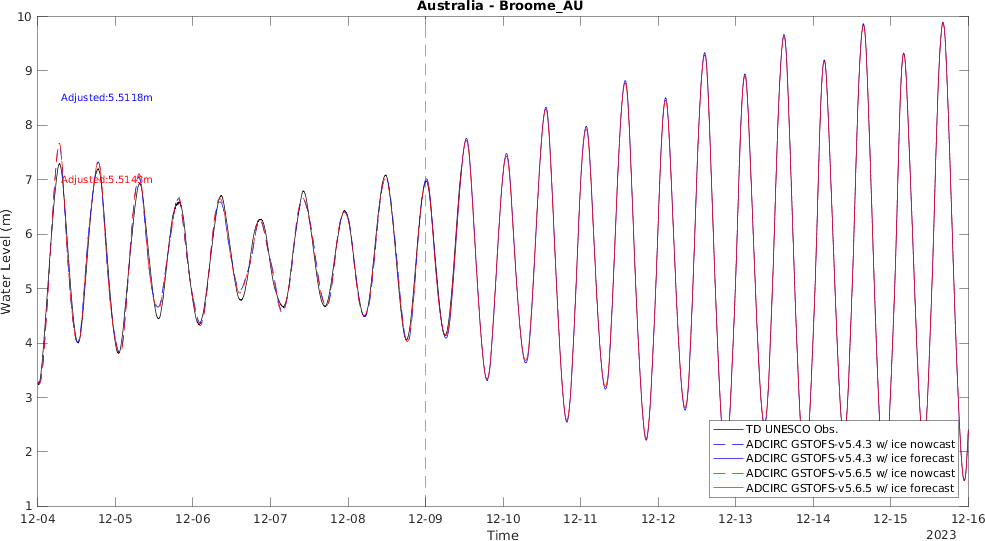 Australia - Broome_AU
10
9
8
7
6
5
4
3
2
1
Water Level (m)
Adjusted:5.5118m
Adjusted:5.5143m
TD UNESCO Obs.
ADCIRC GSTOFS-v5.4.3 w/ ice nowcast
ADCIRC GSTOFS-v5.4.3 w/ ice forecast
ADCIRC GSTOFS-v5.6.5 w/ ice nowcast
ADCIRC GSTOFS-v5.6.5 w/ ice forecast
12-04 12-05 12-06 12-07 12-08 12-09 12-10 12-11 12-12 12-13 12-14 12-15 12-16
Time
2023